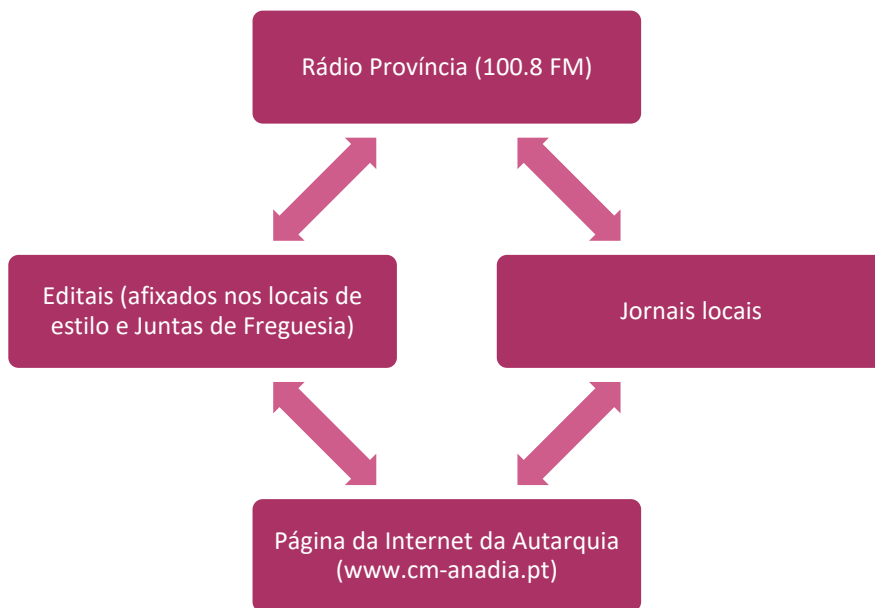 Rádio Província (100.8 FM)
Editais (afixados nos locais de
estilo e Juntas de Freguesia)
Jornais locais
Página da Internet da Autarquia
(www.cm-anadia.pt)